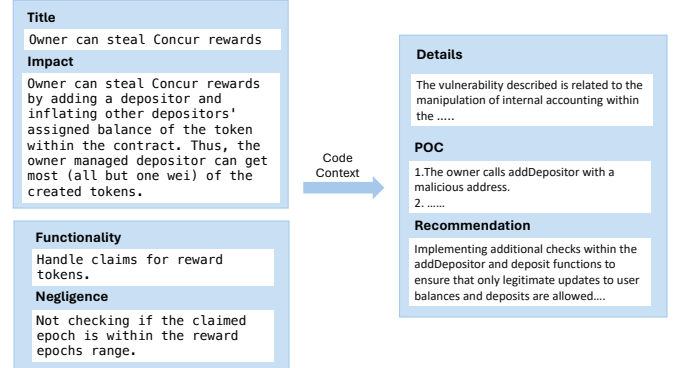 Title
Owner can steal Concur rewards
Impact
Owner can steal Concur rewards
by adding a depositor and
inflating other depositors'
assigned balance of the token
within the contract. Thus, the
owner managed depositor can get
most (all but one wei) of the
created tokens.
Functionality
Handle claims for reward
tokens.
Negligence
Not checking if the claimed
epoch is within the reward
epochs range.
Code
Context
Details
The vulnerability described is related to the
manipulation of internal accounting within
the .....
POC
1.The owner calls addDepositor with a
malicious address.
2. ......
Recommendation
Implementing additional checks within the
addDepositor and deposit functions to
ensure that only legitimate updates to user
balances and deposits are allowed....